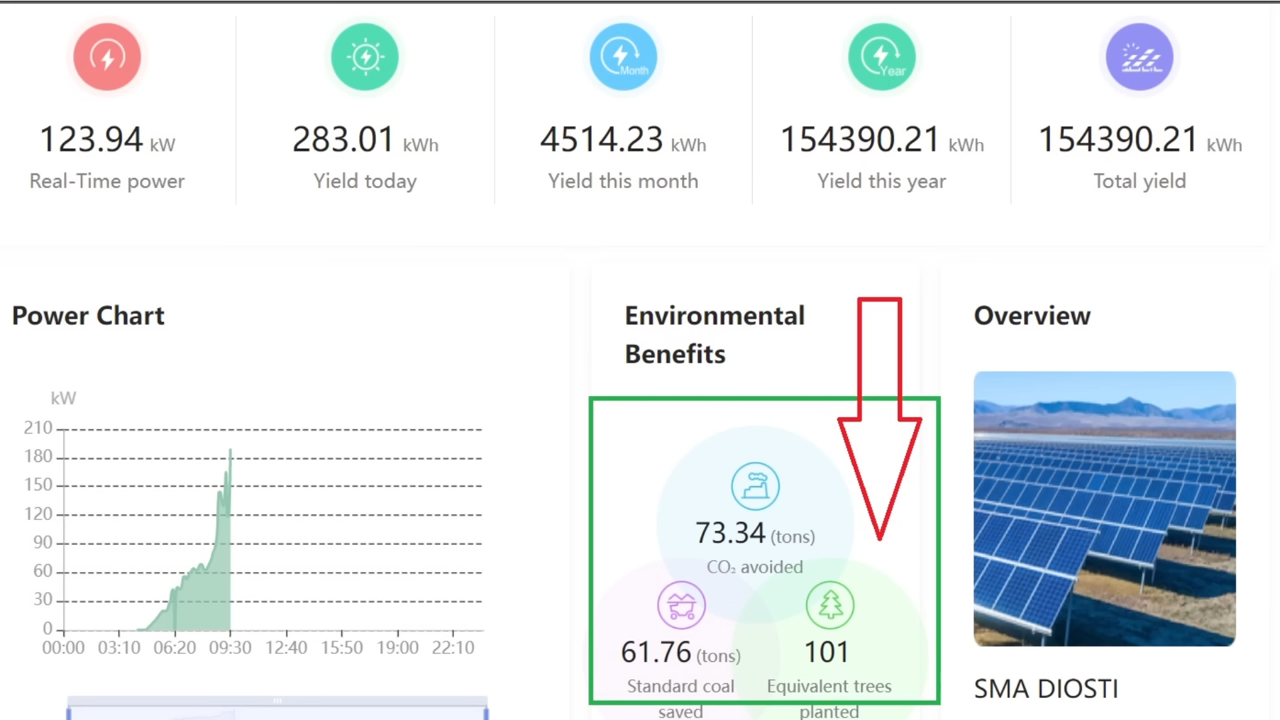 Month
Year
123.94 kW
283.01 kWh
4514.23 kWh
154390.21 kWh
154390.21 kWh
Real-Time power
Yield today
Yield this month
Yield this year
Total yield
Power Chart
kW
210
180
150
120
90
60
30
0
00:00 03:10 06:20 09:30 12:40 15:50 19:00 22:10
Environmental
Benefits
73.34 (tons)
CO₂ avoided
61.76 (tons)
Standard coal
saved
101
Equivalent trees
planted
Overview
SMA DIOSTI